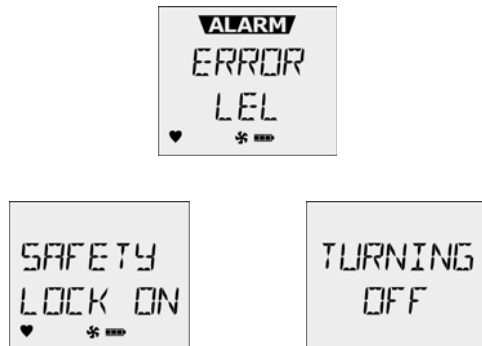 ALARM
ERROR
LEL
SAFETY
LOCK ON
TURNING
OFF